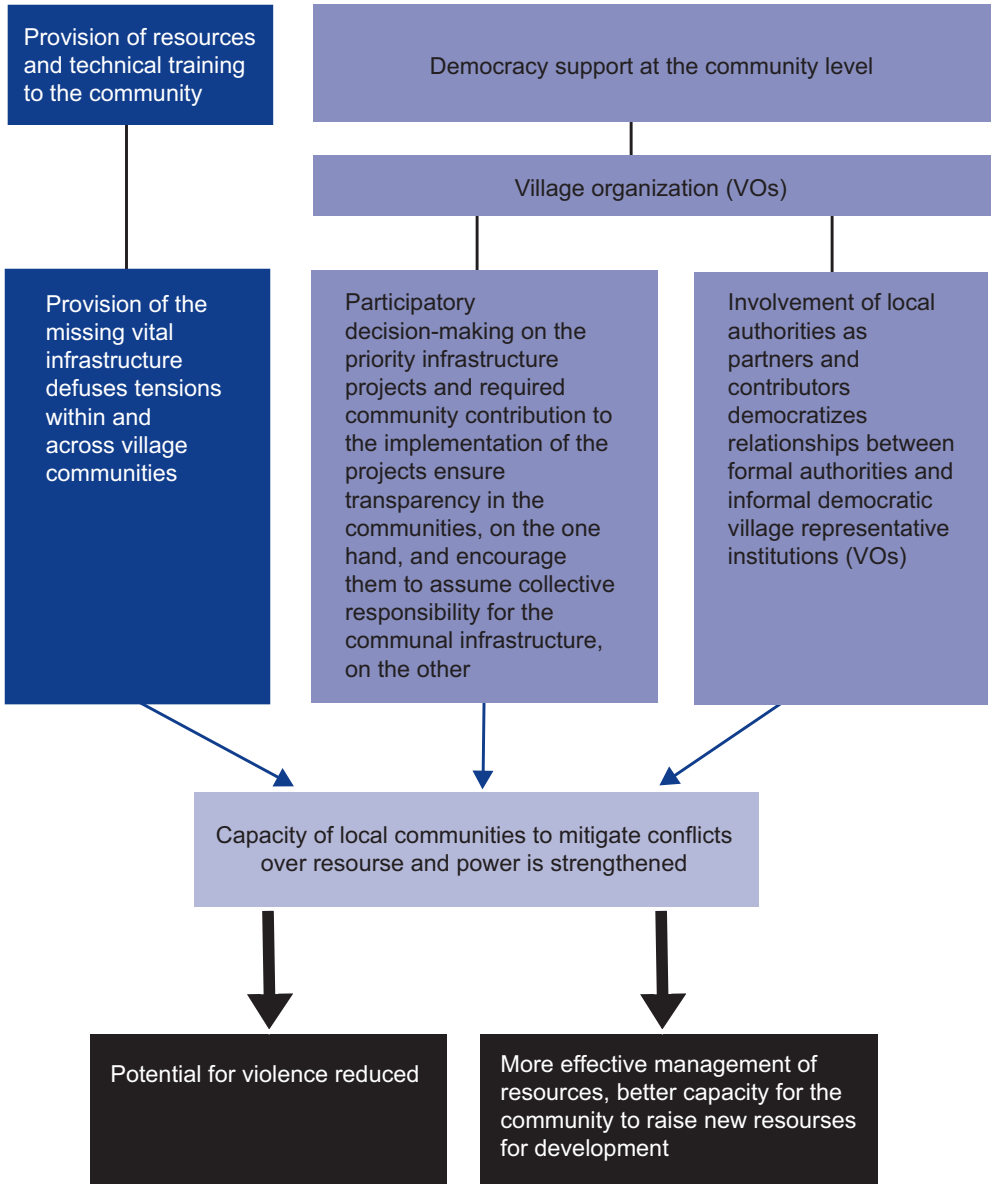 Provision of resources
and technical training
to the community
Democracy support at the community level
Village organization (VOs)
Provision of the
missing vital
infrastructure
defuses tensions
within and
across village
communities
Participatory
decision-making on the
priority infrastructure
projects and required
community contribution to
the implementation of the
projects ensure
transparency in the
communities, on the one
hand, and encourage
them to assume collective
responsibility for the
communal infrastructure,
on the other
Involvement of local
authorities as
partners and
contributors
democratizes
relationships between
formal authorities and
informal democratic
village representative
institutions (VOs)
Capacity of local communities to mitigate conflicts
over resourse and power is strengthened
Potential for violence reduced
More effective management of
resources, better capacity for the
community to raise new resourses
for development